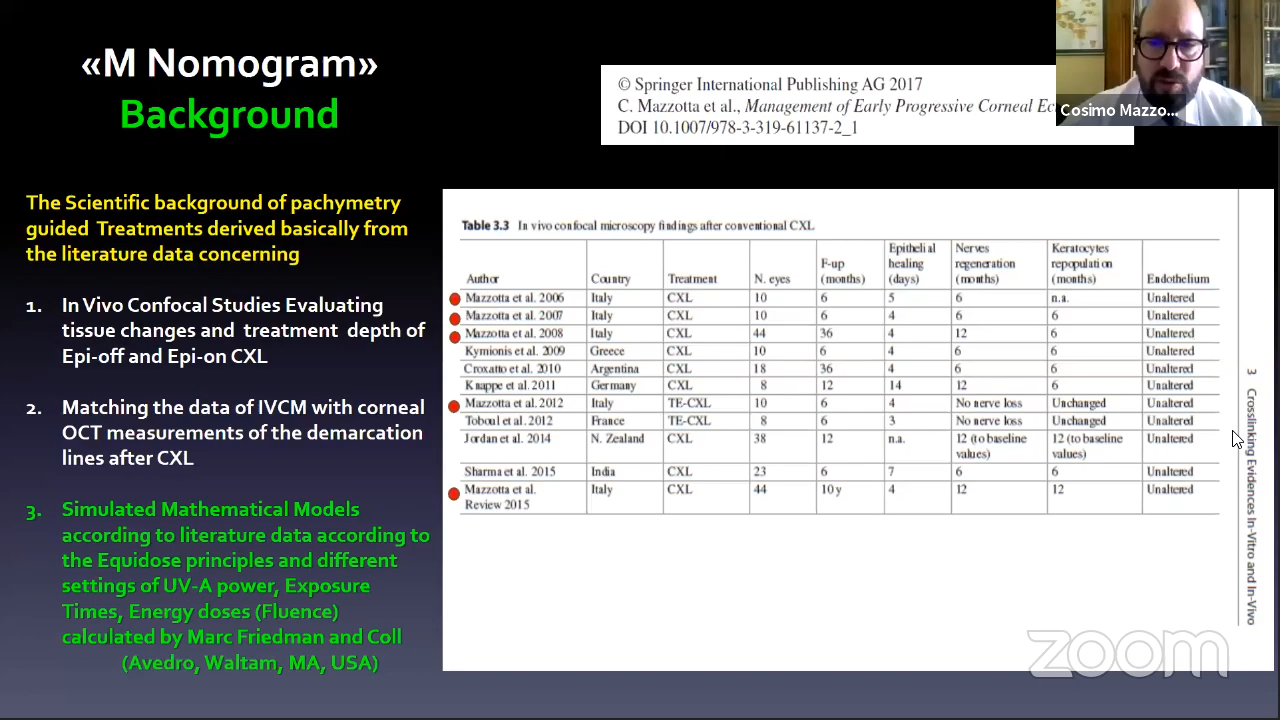 «M Nomogram»
Background
© Springer International Publishing AG 2017
C. Mazzotta et al., Management of Early Progressive Corneal Ec
DOI 10.1007/978-3-319-61137-2_1
Cosimo Mazzo...
The Scientific background of pachymetry
guided Treatments derived basically from
the literature data concerning
1. In Vivo Confocal Studies Evaluating
tissue changes and treatment depth of
Epi-off and Epi-on CXL
2. Matching the data of IVCM with corneal
OCT measurements of the demarcation
lines after CXL
3. Simulated Mathematical Models
according to literature data according to
the Equidose principles and different
settings of UV-A power, Exposure
Times, Energy doses (Fluence)
calculated by Marc Friedman and Coll
(Avedro, Waltam, MA, USA)
Table 3.3 In vivo confocal microscopy findings after conventional CXL
Author Country Treatment N. eyes F-up (months) Epithelial healing (days) Nerves regeneration (months) Keratocytes repopulation (months) Endothelium
Mazzotta et al. 2006 Italy CXL 10 6 5 6 n.a. Unaltered
Mazzotta et al. 2007 Italy CXL 10 6 4 6 6 Unaltered
Mazzotta et al. 2008 Italy CXL 44 36 4 12 6 Unaltered
Kymionis et al. 2009 Greece CXL 10 6 4 6 6 Unaltered
Croxatto et al. 2010 Argentina CXL 18 36 4 6 6 Unaltered
Knappe et al. 2011 Germany CXL 8 12 14 12 6 Unaltered
Mazzotta et al. 2012 Italy TE-CXL 10 6 4 No nerve loss Unchanged Unaltered
Touboul et al. 2012 France TE-CXL 8 6 3 No nerve loss Unchanged Unaltered
Jordan et al. 2014 N. Zealand CXL 38 12 n.a. 12 (to baseline values) 12 (to baseline values) Unaltered
Sharma et al. 2015 India CXL 23 6 7 6 6 Unaltered
Mazzotta et al. Review 2015 Italy CXL 44 10 y 4 12 12 Unaltered
3 Crosslinking Evidences In-Vitro and In-Vivo
zoom